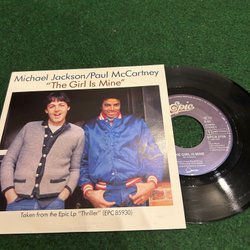 Michael Jackson/Paul McCartney
"The Girl Is Mine"
Taken from the Epic Lp "Thriller" (EPC 85930)
Epic
THE GIRL IS MINE